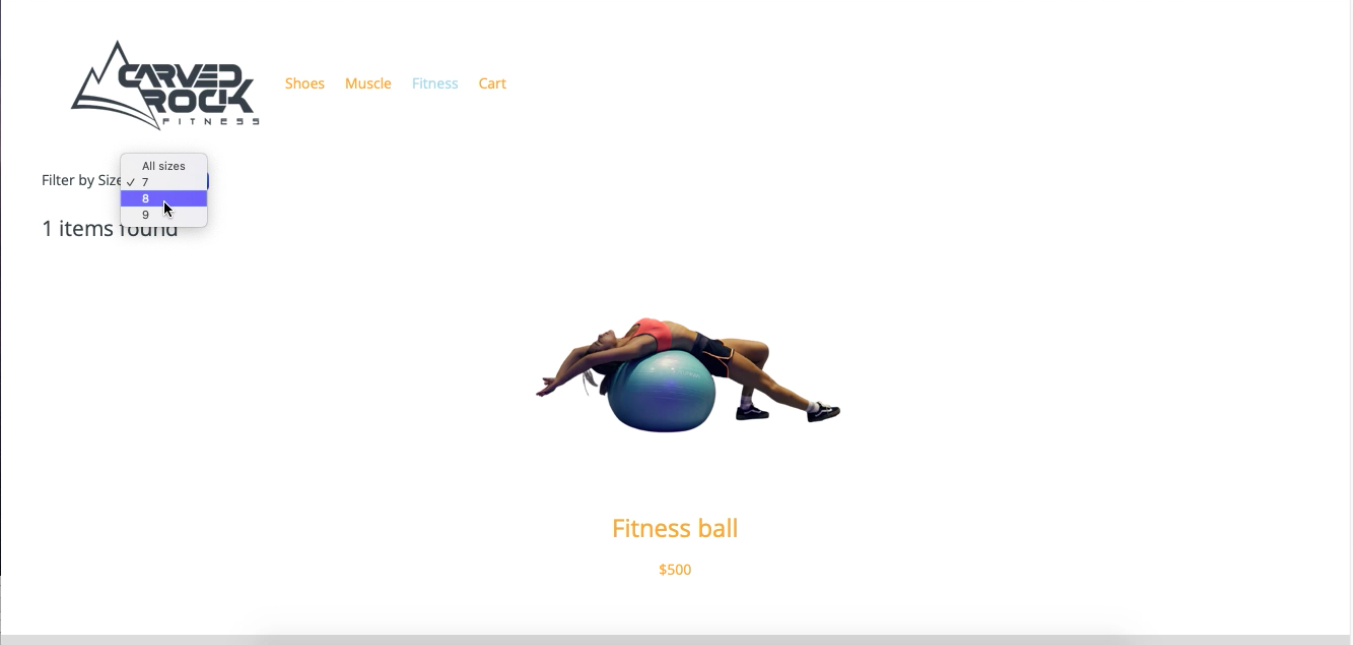 CARVED
ROCK
FITNESS
Shoes Muscle Fitness Cart
All sizes
Filter by Size
✓ 7
8
9
1 items found
Fitness ball
$500